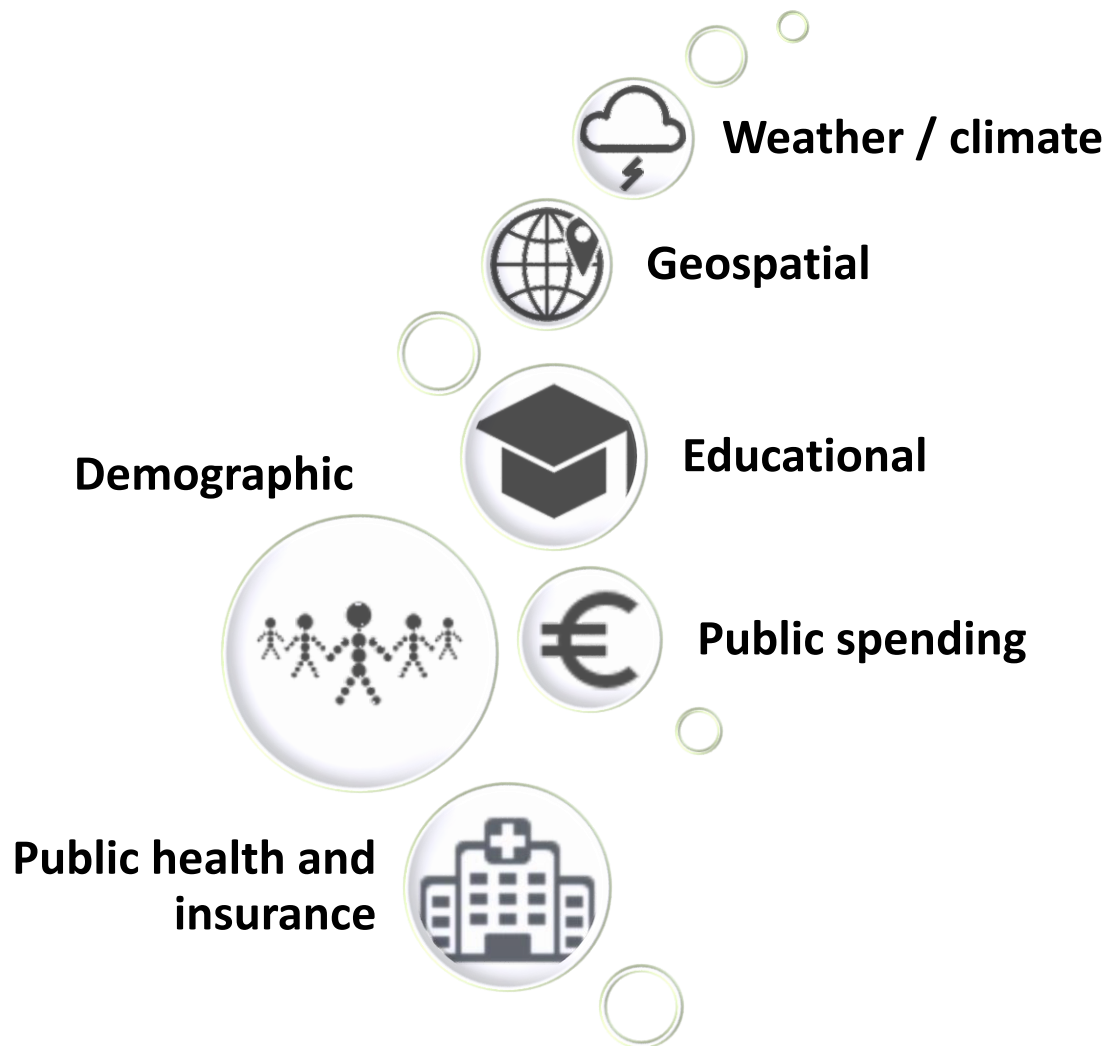 Weather / climate
Geospatial
Educational
Demographic
Public spending
Public health and
insurance